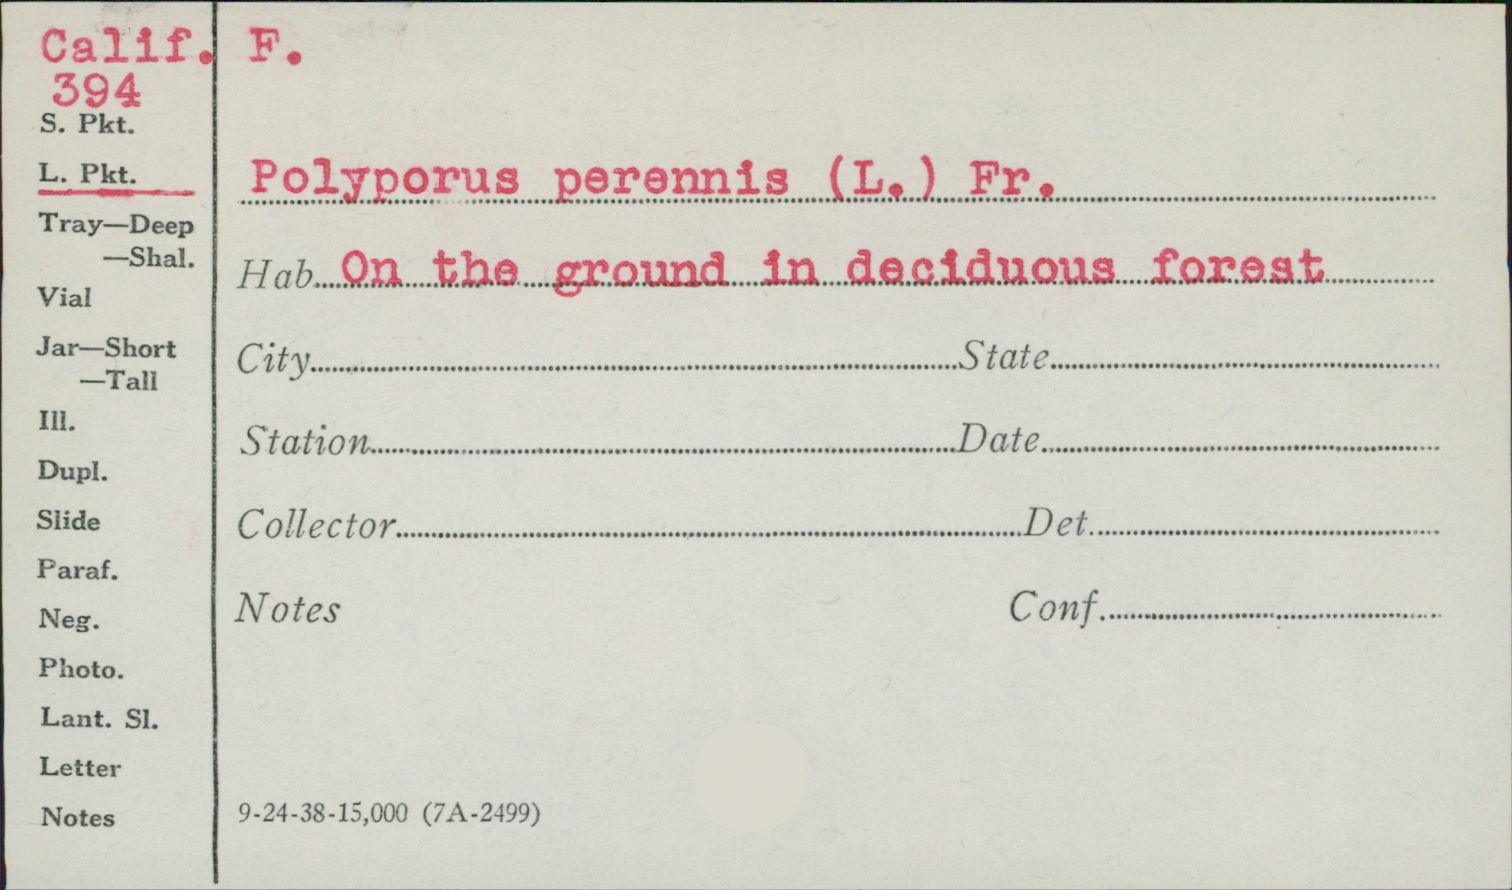 Calif. F.
394
S. Pkt.
L. Pkt.
Polyporus perennis (L.) Fr.
Tray—Deep
—Shal.
Hab. On the ground in deciduous forest
Vial
Jar—Short
—Tall
City State
Ill.
Station Date
Dupl.
Slide
Collector Det.
Paraf.
Neg.
Notes Conf.
Photo.
Lant. Sl.
Letter
Notes
9-24-38-15,000 (7A-2499)